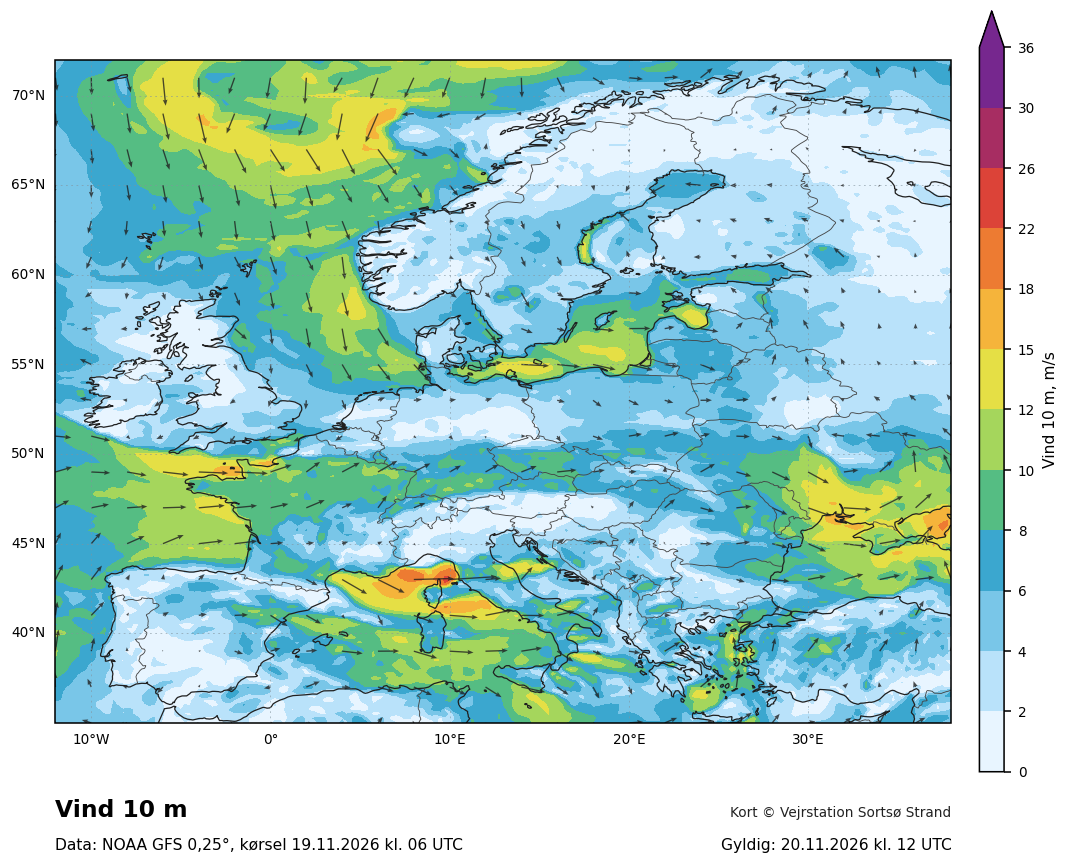 36
30
26
22
18
15
12
10
8
6
4
2
0
Vind 10 m, m/s
70°N
65°N
60°N
55°N
50°N
45°N
40°N
10°W
0°
10°E
20°E
30°E
Vind 10 m
Kort © Vejrstation Sortsø Strand
Data: NOAA GFS 0,25°, kørsel 19.11.2026 kl. 06 UTC
Gyldig: 20.11.2026 kl. 12 UTC